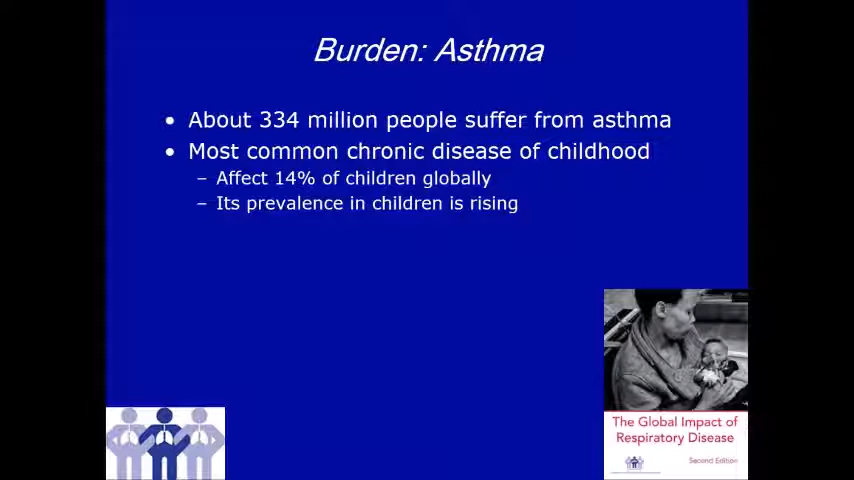 Burden: Asthma
• About 334 million people suffer from asthma
• Most common chronic disease of childhood
– Affect 14% of children globally
– Its prevalence in children is rising
The Global Impact of
Respiratory Disease
Second Edition